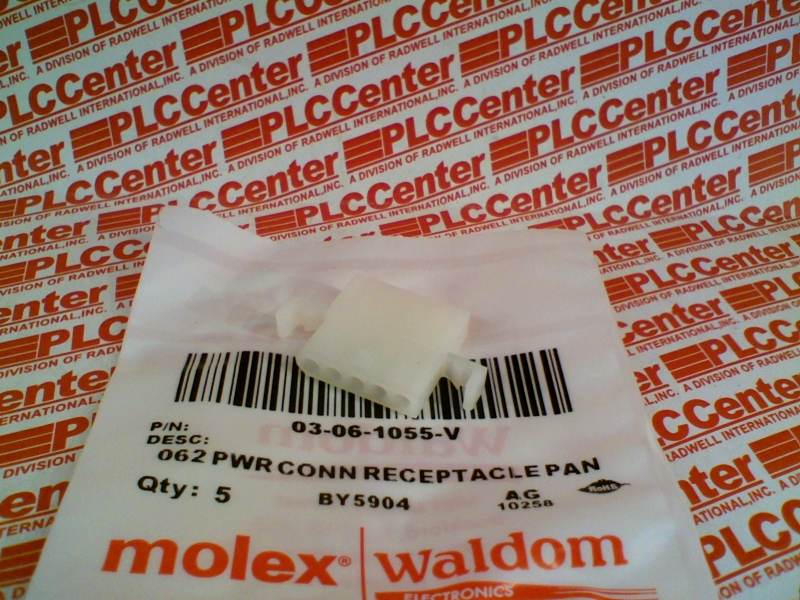 PLCCenter
A DIVISION OF RADWELL INTERNATIONAL, INC.
P/N: 03-06-1055-V
DESC:
062 PWR CONN RECEPTACLE PAN
Qty: 5 BY5904 AG
10258
RoHS
molex® waldom
ELECTRONICS